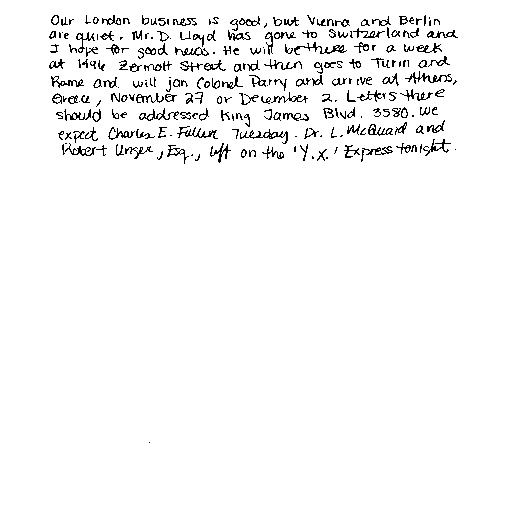 Our London business is good, but Vienna and Berlin
are quiet. Mr. D. Lloyd has gone to Switzerland and
I hope for good news. He will be there for a week
at 1496 Zermott Street and then goes to Turin and
Rome and will join Colonel Parry and arrive at Athens,
Greece, November 27 or December 2. Letters there
should be addressed King James Blvd. 3580. We
expect Charles E. Fuller Tuesday. Dr. L. McQuaid and
Robert Unger, Esq., left on the 'Y.X.' Express tonight.